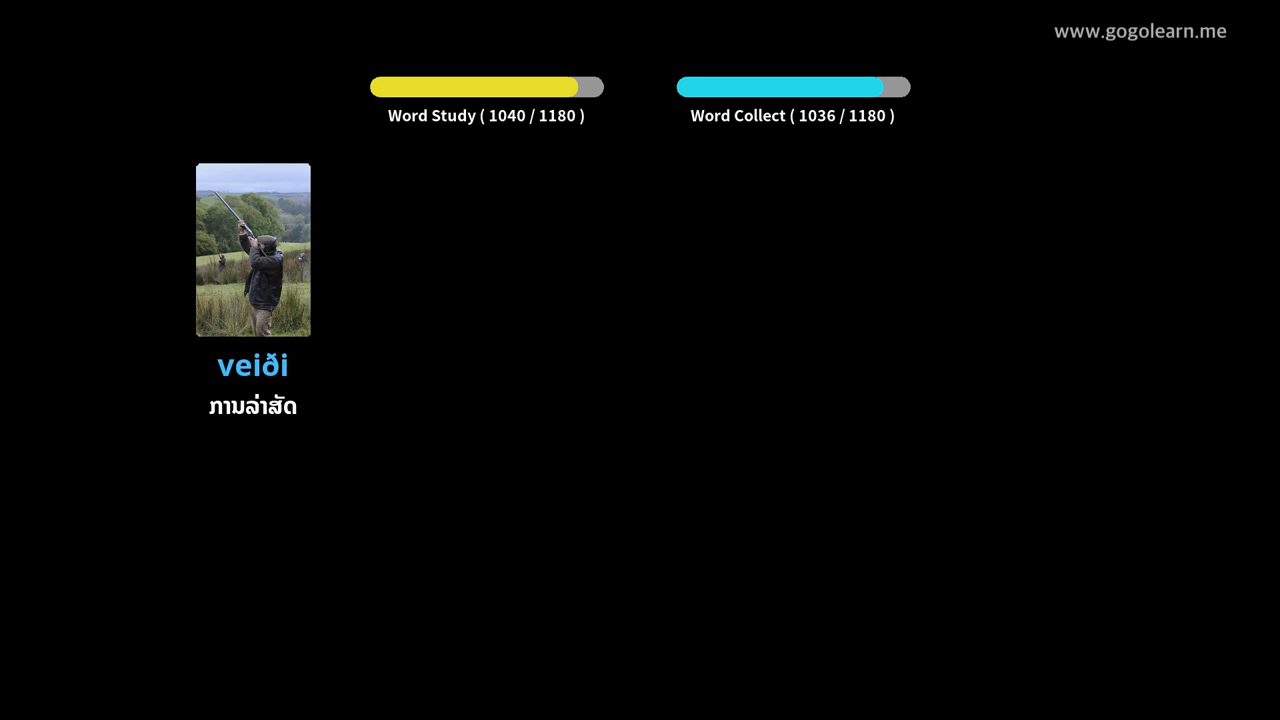 www.gogolearn.me
Word Study ( 1040 / 1180 )
Word Collect ( 1036 / 1180 )
veiði
ການລ່າສັດ